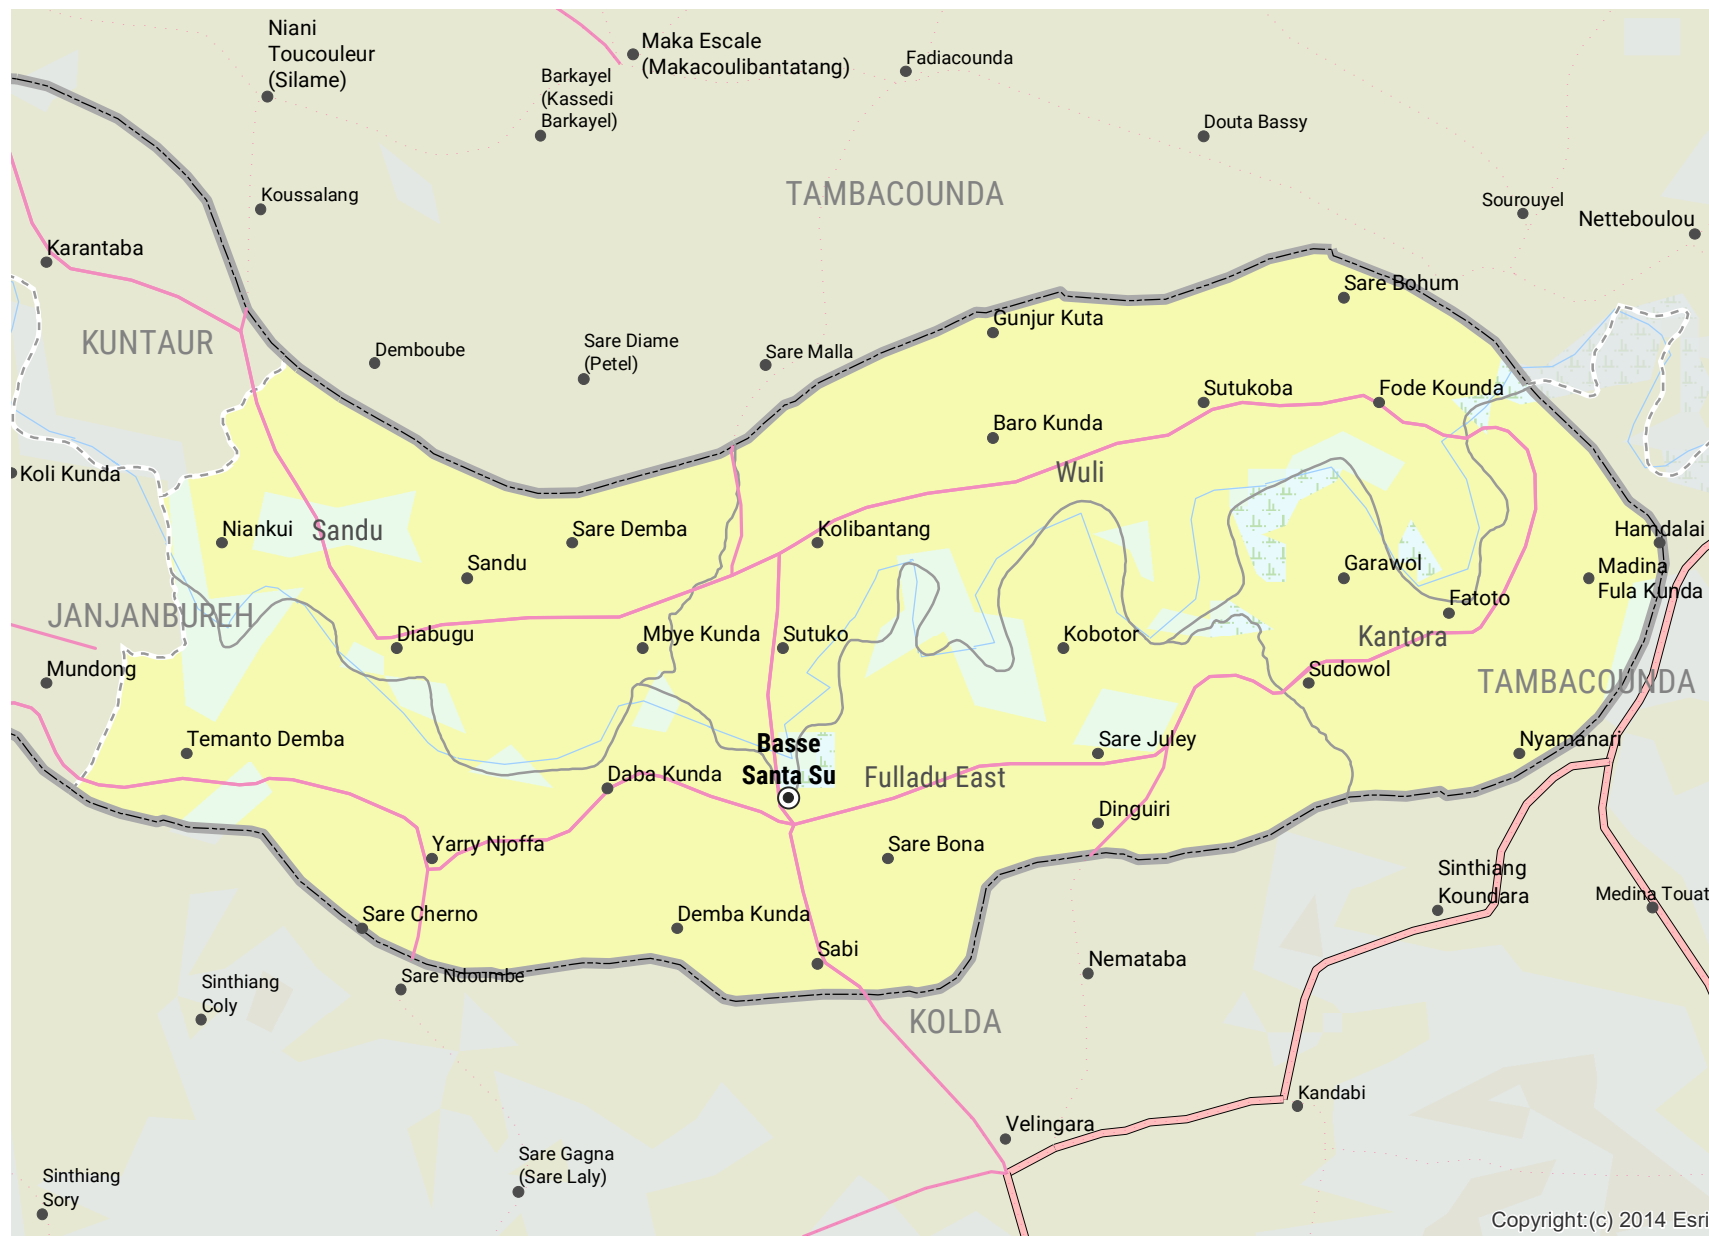 Niani
Toucouleur
(Silame)
Maka Escale
(Makacoulibantatang)
Barkayel
(Kassedi
Barkayel)
Fadiacounda
Douta Bassy
Koussalang
TAMBACOUNDA
Sourouyel
Netteboulou
Karantaba
Sare Bohum
KUNTAUR
Gunjur Kuta
Demboube
Sare Diame
(Petel)
Sare Malla
Sutukoba
Fode Kounda
Baro Kunda
Koli Kunda
Wuli
Niankui
Sandu
Sare Demba
Kolibantang
Hamdalai
Sandu
Garawol
Madina
Fula Kunda
JANJANBUREH
Fatoto
Diabugu
Mbye Kunda
Sutuko
Kobotor
Kantora
Mundong
Sudowol
TAMBACOUNDA
Temanto Demba
Basse
Santa Su
Sare Juley
Nyamanari
Daba Kunda
Fulladu East
Dinguiri
Yarry Njoffa
Sare Bona
Sinthiang
Koundara
Medina Touat
Sare Cherno
Demba Kunda
Sabi
Nemataba
Sare Ndoumbe
Sinthiang
Coly
KOLDA
Kandabi
Velingara
Sare Gagna
(Sare Laly)
Sinthiang
Sory
Copyright:(c) 2014 Esri